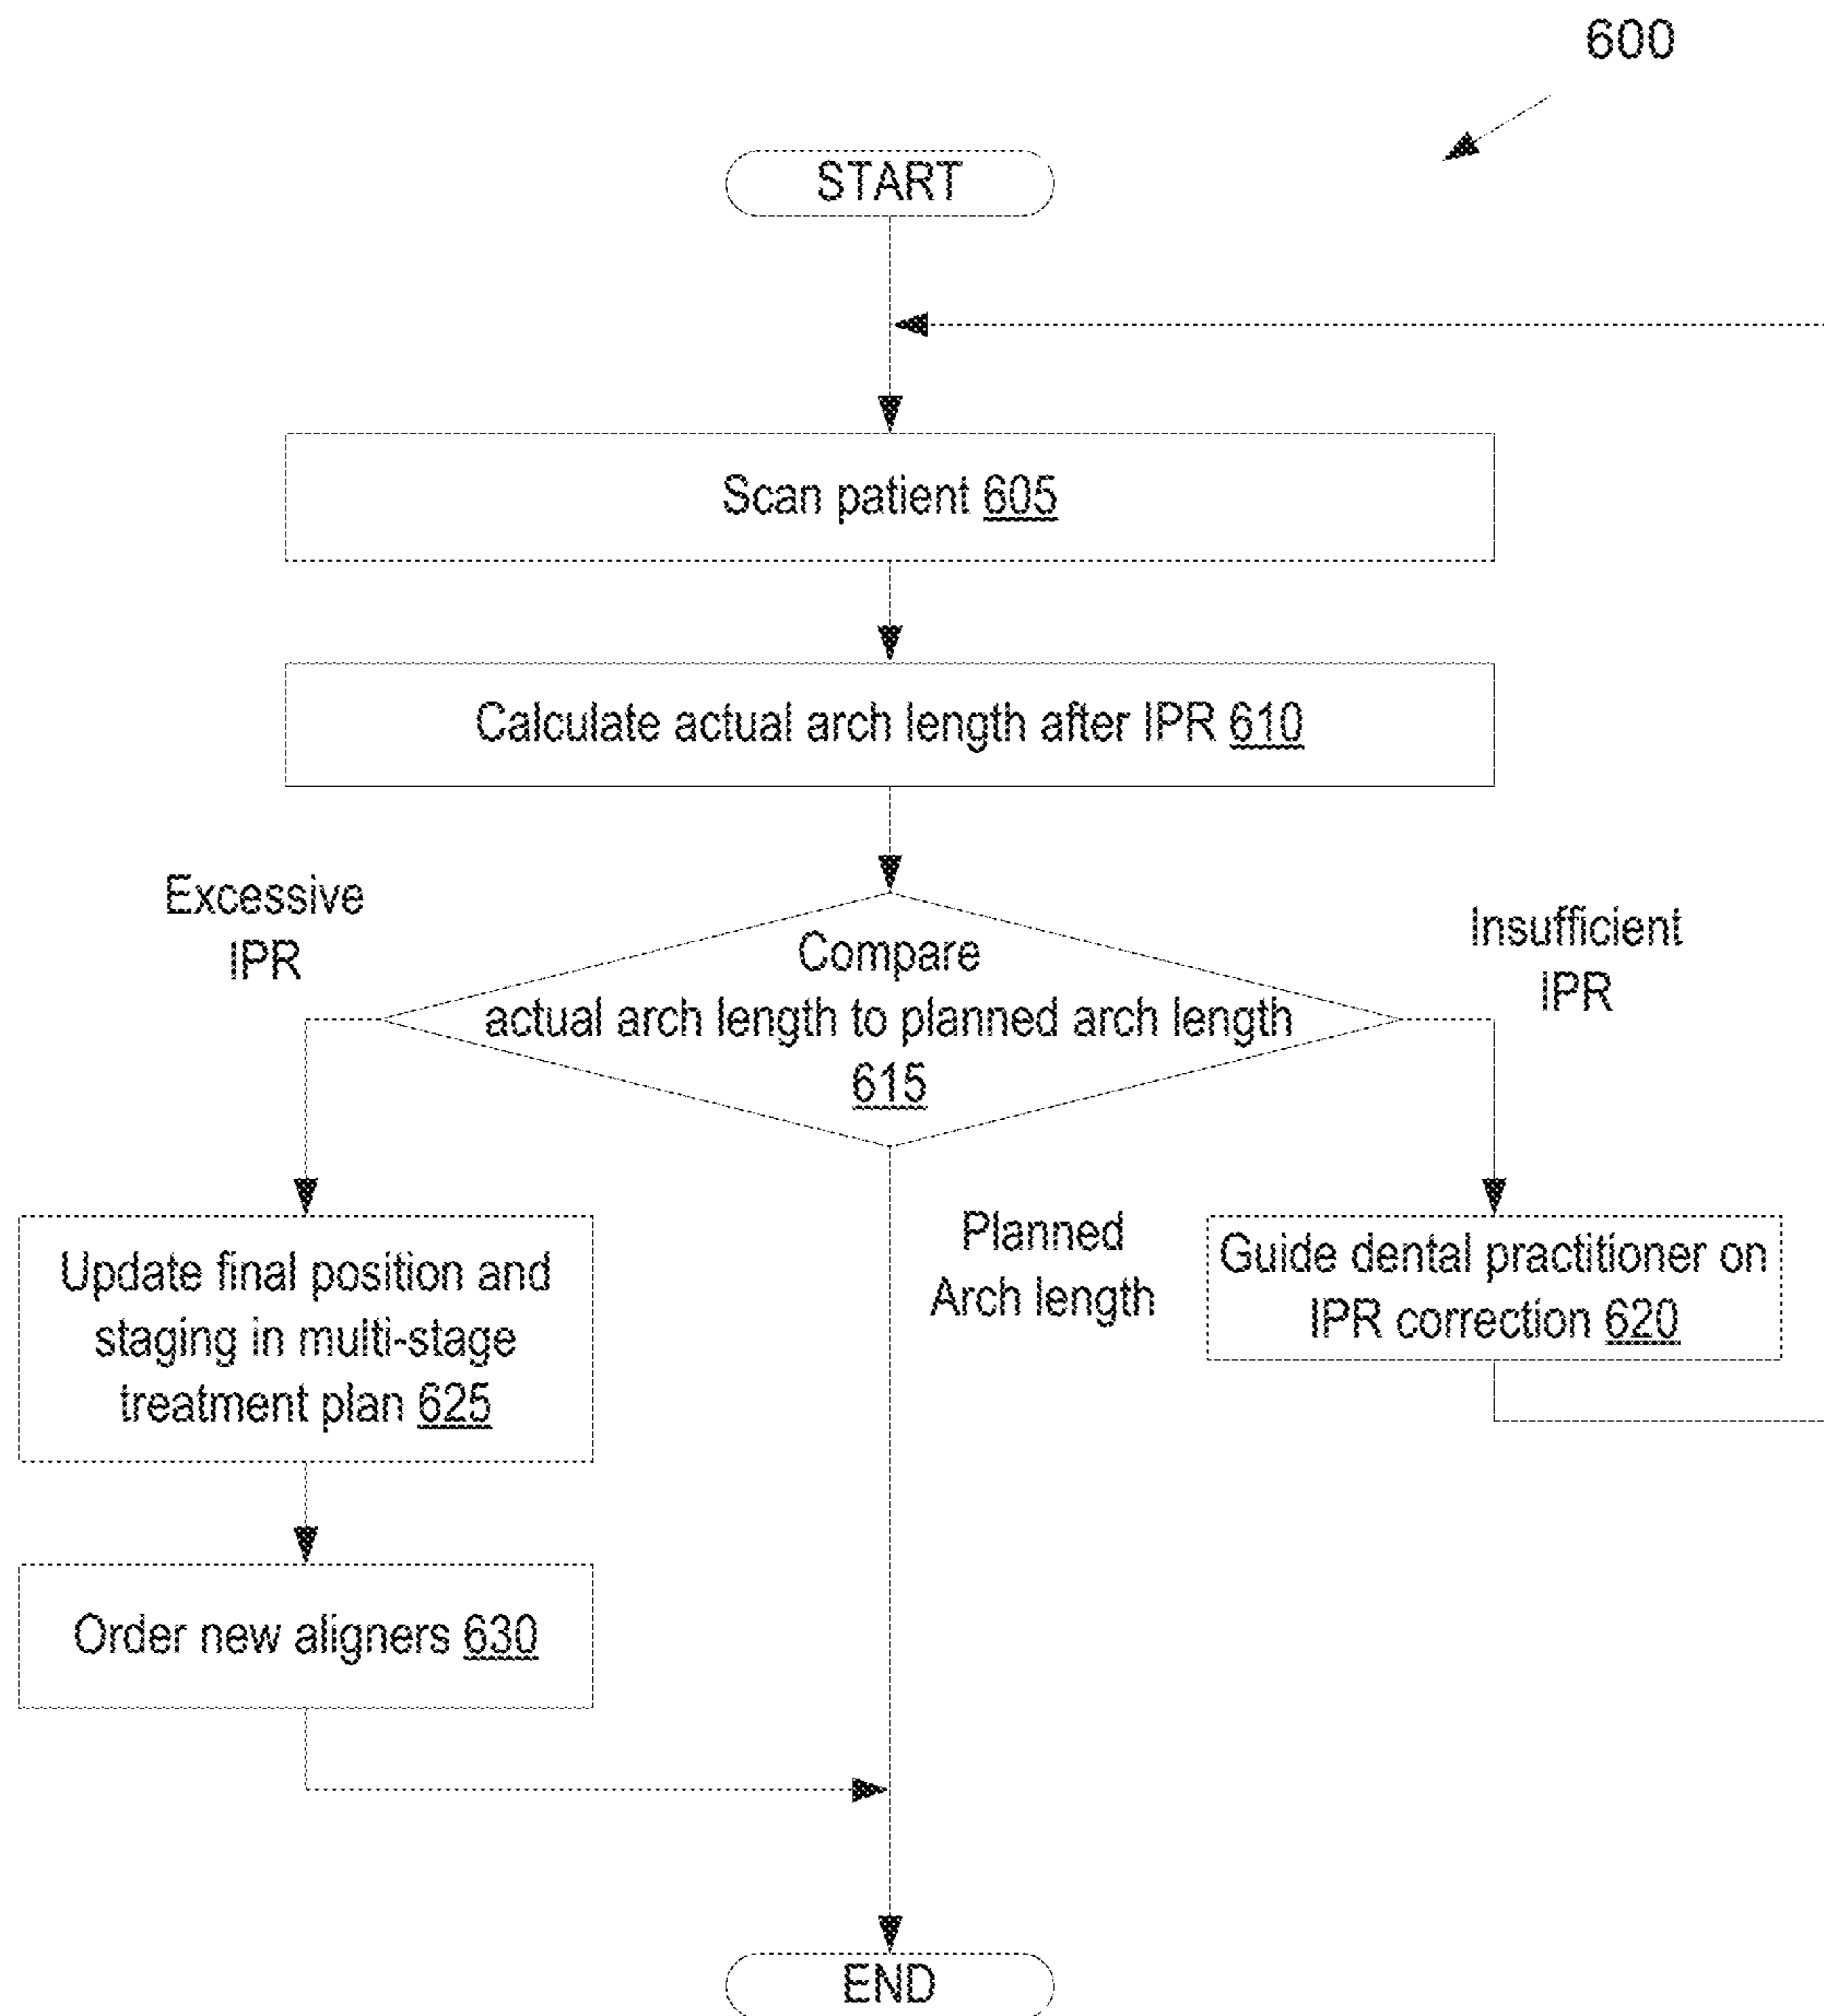 600
START
Scan patient 605
Calculate actual arch length after IPR 610
Excessive
IPR
Compare
actual arch length to planned arch length
615
Insufficient
IPR
Update final position and
staging in multi-stage
treatment plan 625
Planned
Arch length
Guide dental practitioner on
IPR correction 620
Order new aligners 630
END